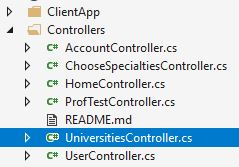 ClientApp
Controllers
AccountController.cs
ChooseSpecialtiesController.cs
HomeController.cs
ProfTestController.cs
README.md
UniversitiesController.cs
UserController.cs